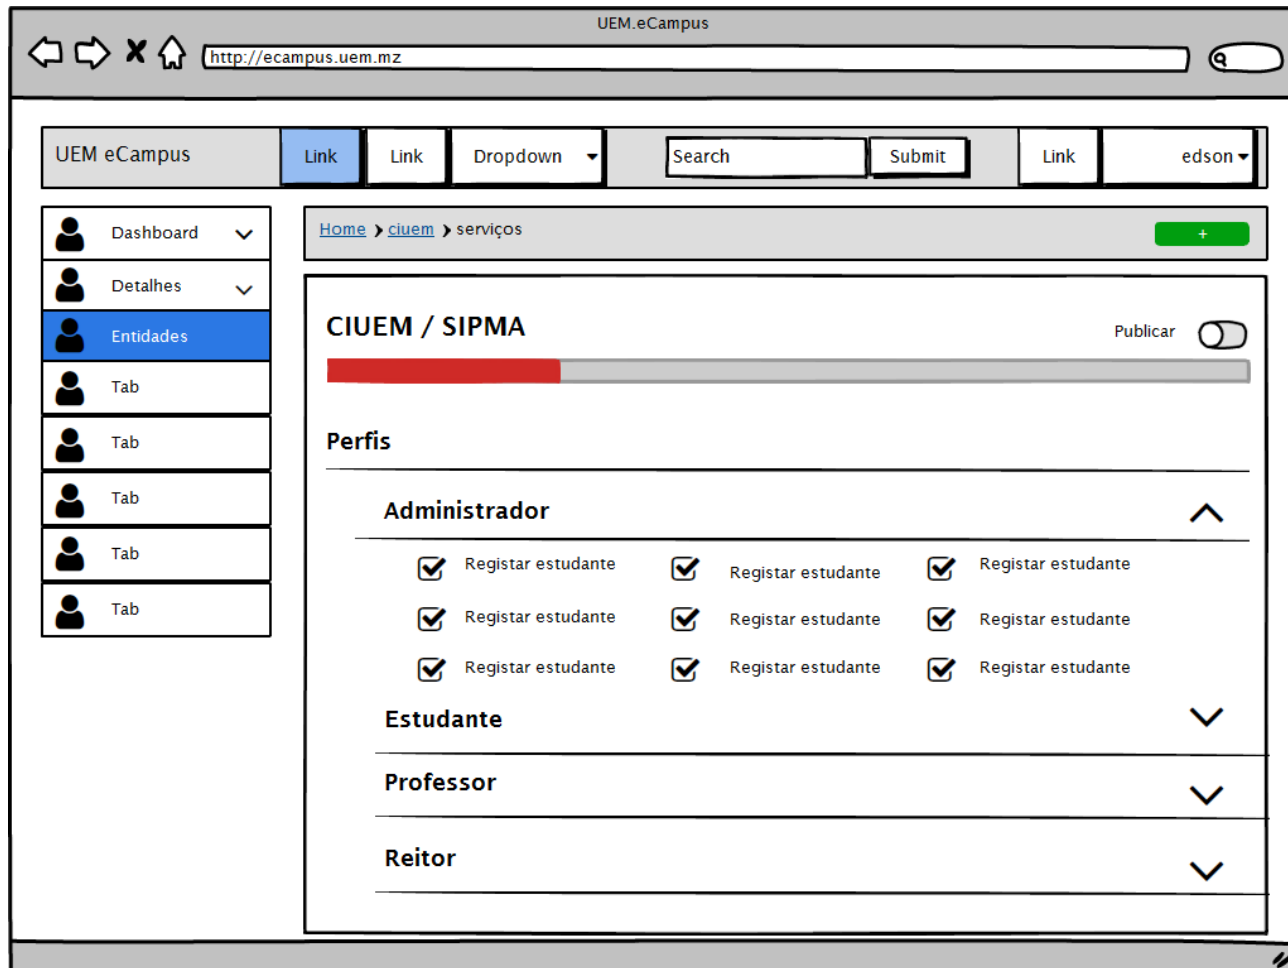 UEM.eCampus
http://ecampus.uem.mz
UEM eCampus Link Link Dropdown Search Submit Link edson
Dashboard
Detalhes
Entidades
Tab
Tab
Tab
Tab
Tab
Home ciuem serviços +
CIUEM / SIPMA Publicar
Perfis
Administrador
Registar estudante Registar estudante Registar estudante
Registar estudante Registar estudante Registar estudante
Registar estudante Registar estudante Registar estudante
Estudante
Professor
Reitor